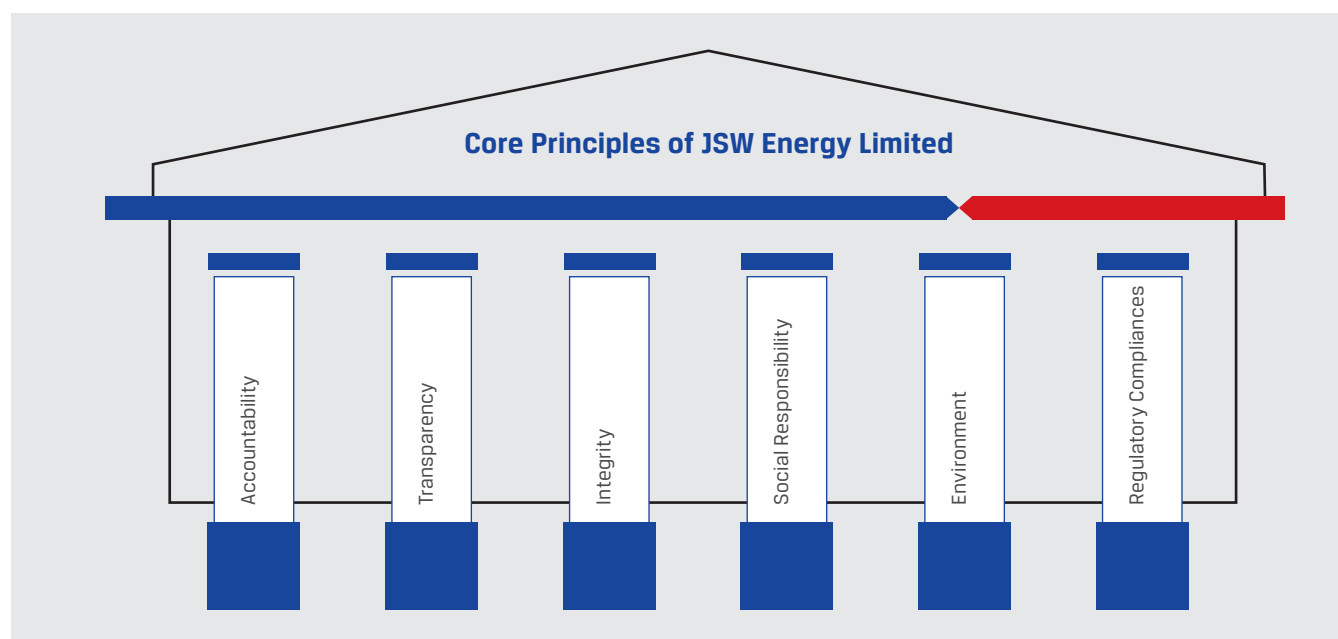 Core Principles of JSW Energy Limited
Accountability
Transparency
Integrity
Social Responsibility
Environment
Regulatory Compliances